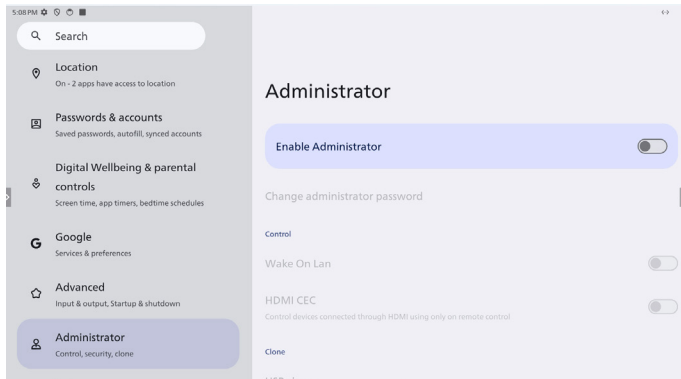 5:08 PM
Search
Location
On - 2 apps have access to location
Passwords & accounts
Saved passwords, autofill, synced accounts
Digital Wellbeing & parental
controls
Screen time, app timers, bedtime schedules
Google
Services & preferences
Advanced
Input & output, Startup & shutdown
Administrator
Control, security, clone
Administrator
Enable Administrator
Change administrator password
Control
Wake On Lan
HDMI CEC
Control devices connected through HDMI using only on remote control
Clone